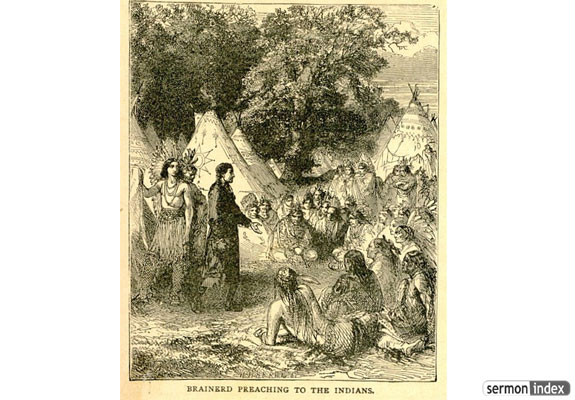 BRAINERD PREACHING TO THE INDIANS.
sermon index